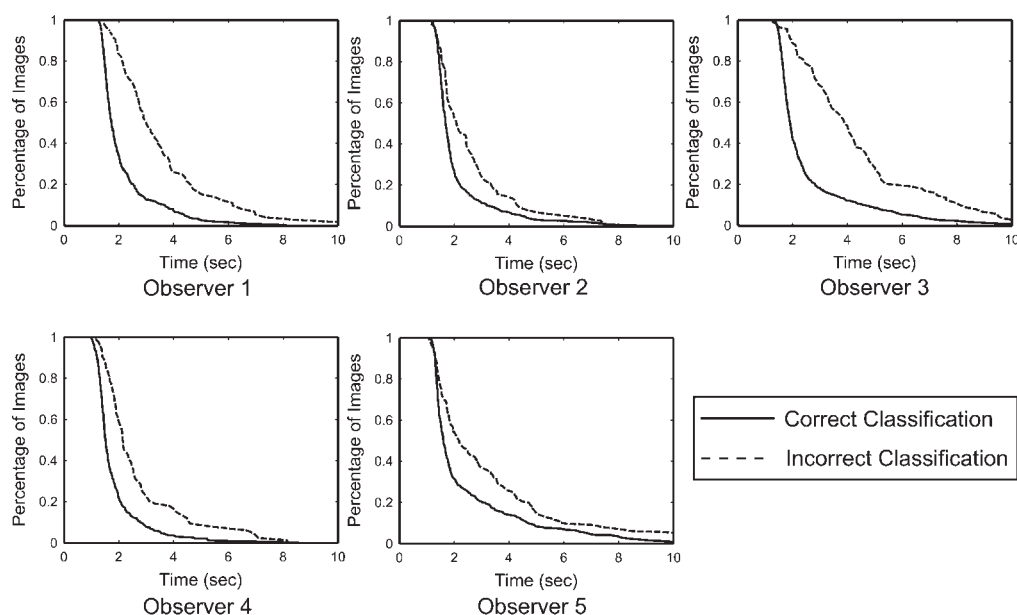 Percentage of Images
1
0.8
0.6
0.4
0.2
0
0 2 4 6 8 10
Time (sec)
Observer 1
Percentage of Images
1
0.8
0.6
0.4
0.2
0
0 2 4 6 8 10
Time (sec)
Observer 2
Percentage of Images
1
0.8
0.6
0.4
0.2
0
0 2 4 6 8 10
Time (sec)
Observer 3
Percentage of Images
1
0.8
0.6
0.4
0.2
0
0 2 4 6 8 10
Time (sec)
Observer 4
Percentage of Images
1
0.8
0.6
0.4
0.2
0
0 2 4 6 8 10
Time (sec)
Observer 5
Correct Classification
Incorrect Classification